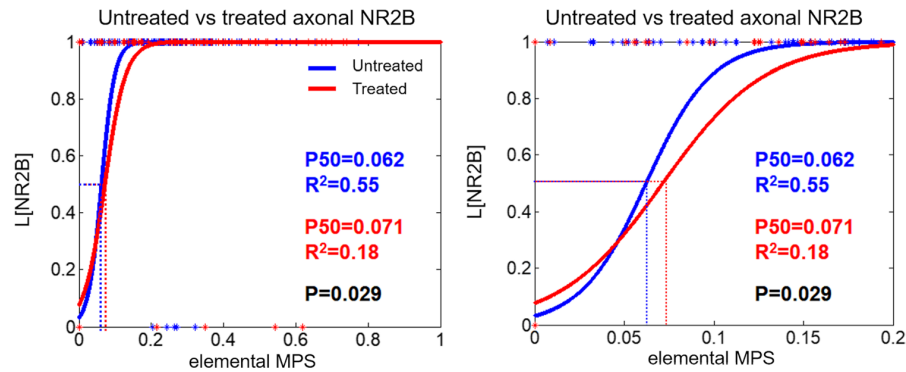 Untreated vs treated axonal NR2B
L[NR2B]
1
0.8
0.6
0.4
0.2
0
Untreated
Treated
P50=0.062
R²=0.55
P50=0.071
R²=0.18
P=0.029
0 0.2 0.4 0.6 0.8 1
elemental MPS
Untreated vs treated axonal NR2B
L[NR2B]
1
0.8
0.6
0.4
0.2
0
P50=0.062
R²=0.55
P50=0.071
R²=0.18
P=0.029
0 0.05 0.1 0.15 0.2
elemental MPS